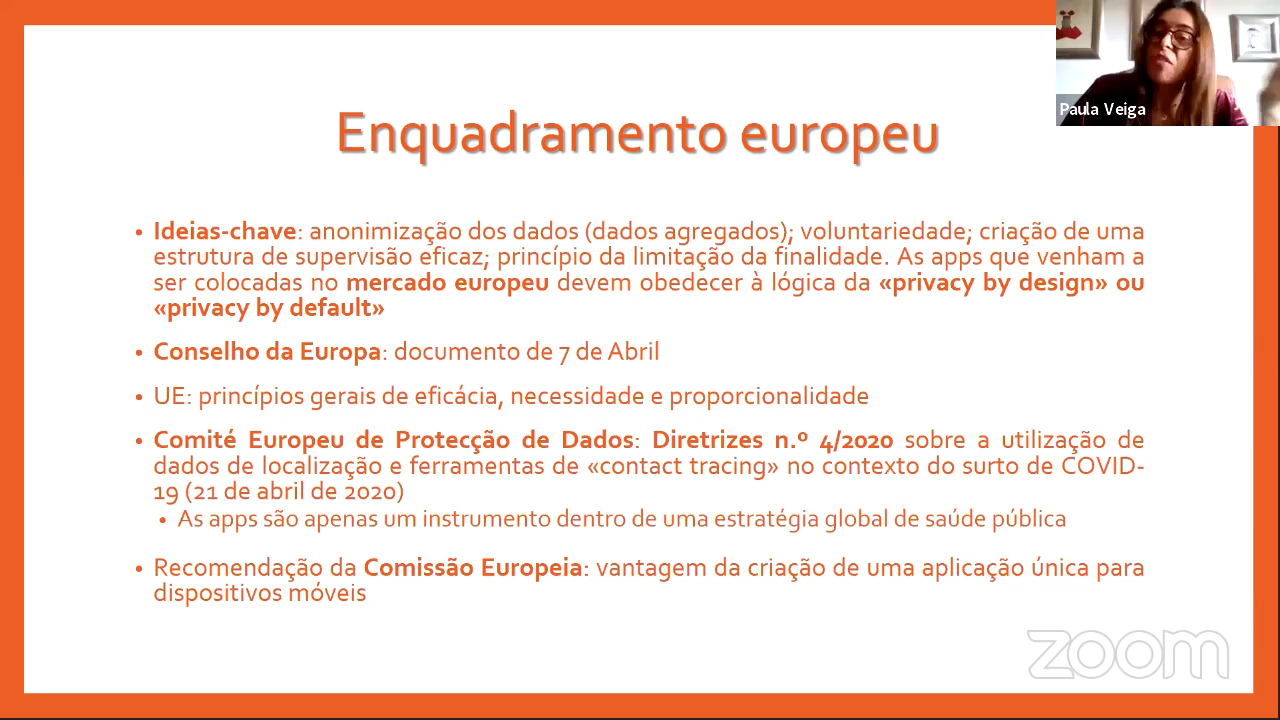 Paula Veiga
Enquadramento europeu
• Ideias-chave: anonimização dos dados (dados agregados); voluntariedade; criação de uma
estrutura de supervisão eficaz; princípio da limitação da finalidade. As apps que venham a
ser colocadas no mercado europeu devem obedecer à lógica da «privacy by design» ou
«privacy by default»
• Conselho da Europa: documento de 7 de Abril
• UE: princípios gerais de eficácia, necessidade e proporcionalidade
• Comité Europeu de Protecção de Dados: Diretrizes n.º 4/2020 sobre a utilização de
dados de localização e ferramentas de «contact tracing» no contexto do surto de COVID-
19 (21 de abril de 2020)
• As apps são apenas um instrumento dentro de uma estratégia global de saúde pública
• Recomendação da Comissão Europeia: vantagem da criação de uma aplicação única para
dispositivos móveis
zoom